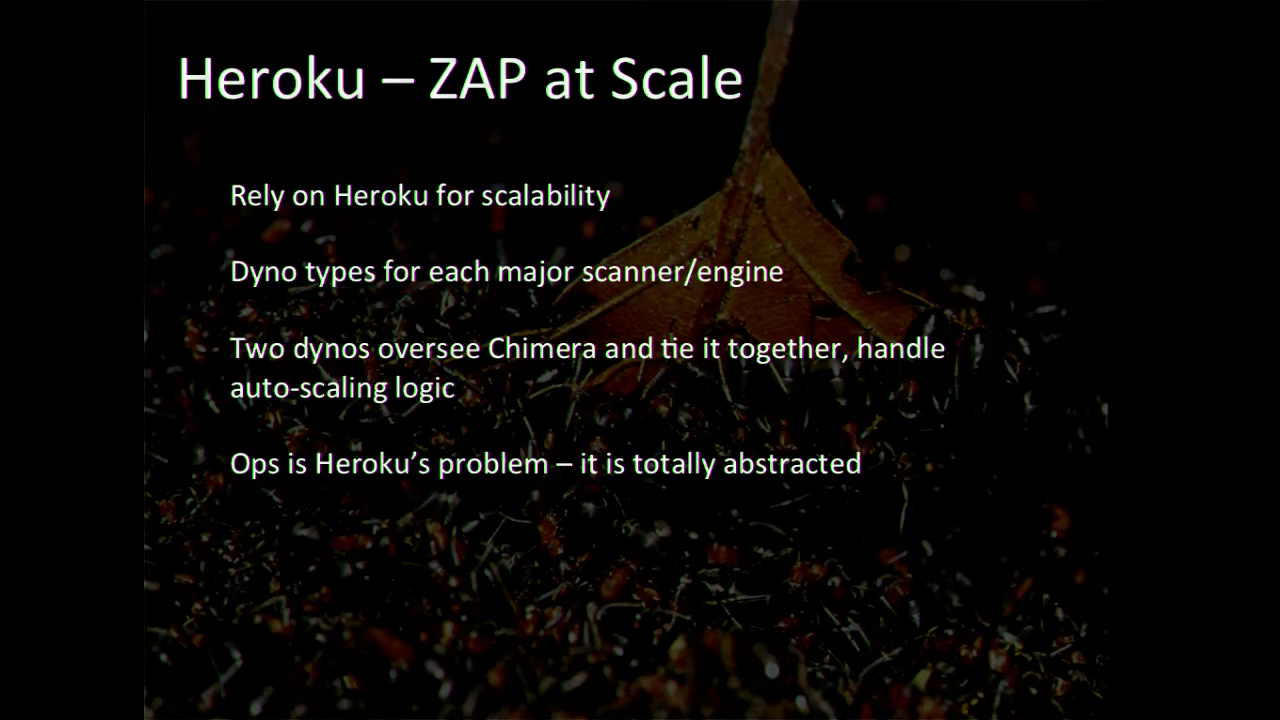 Heroku – ZAP at Scale
Rely on Heroku for scalability
Dyno types for each major scanner/engine
Two dynos oversee Chimera and tie it together, handle
auto-scaling logic
Ops is Heroku’s problem – it is totally abstracted